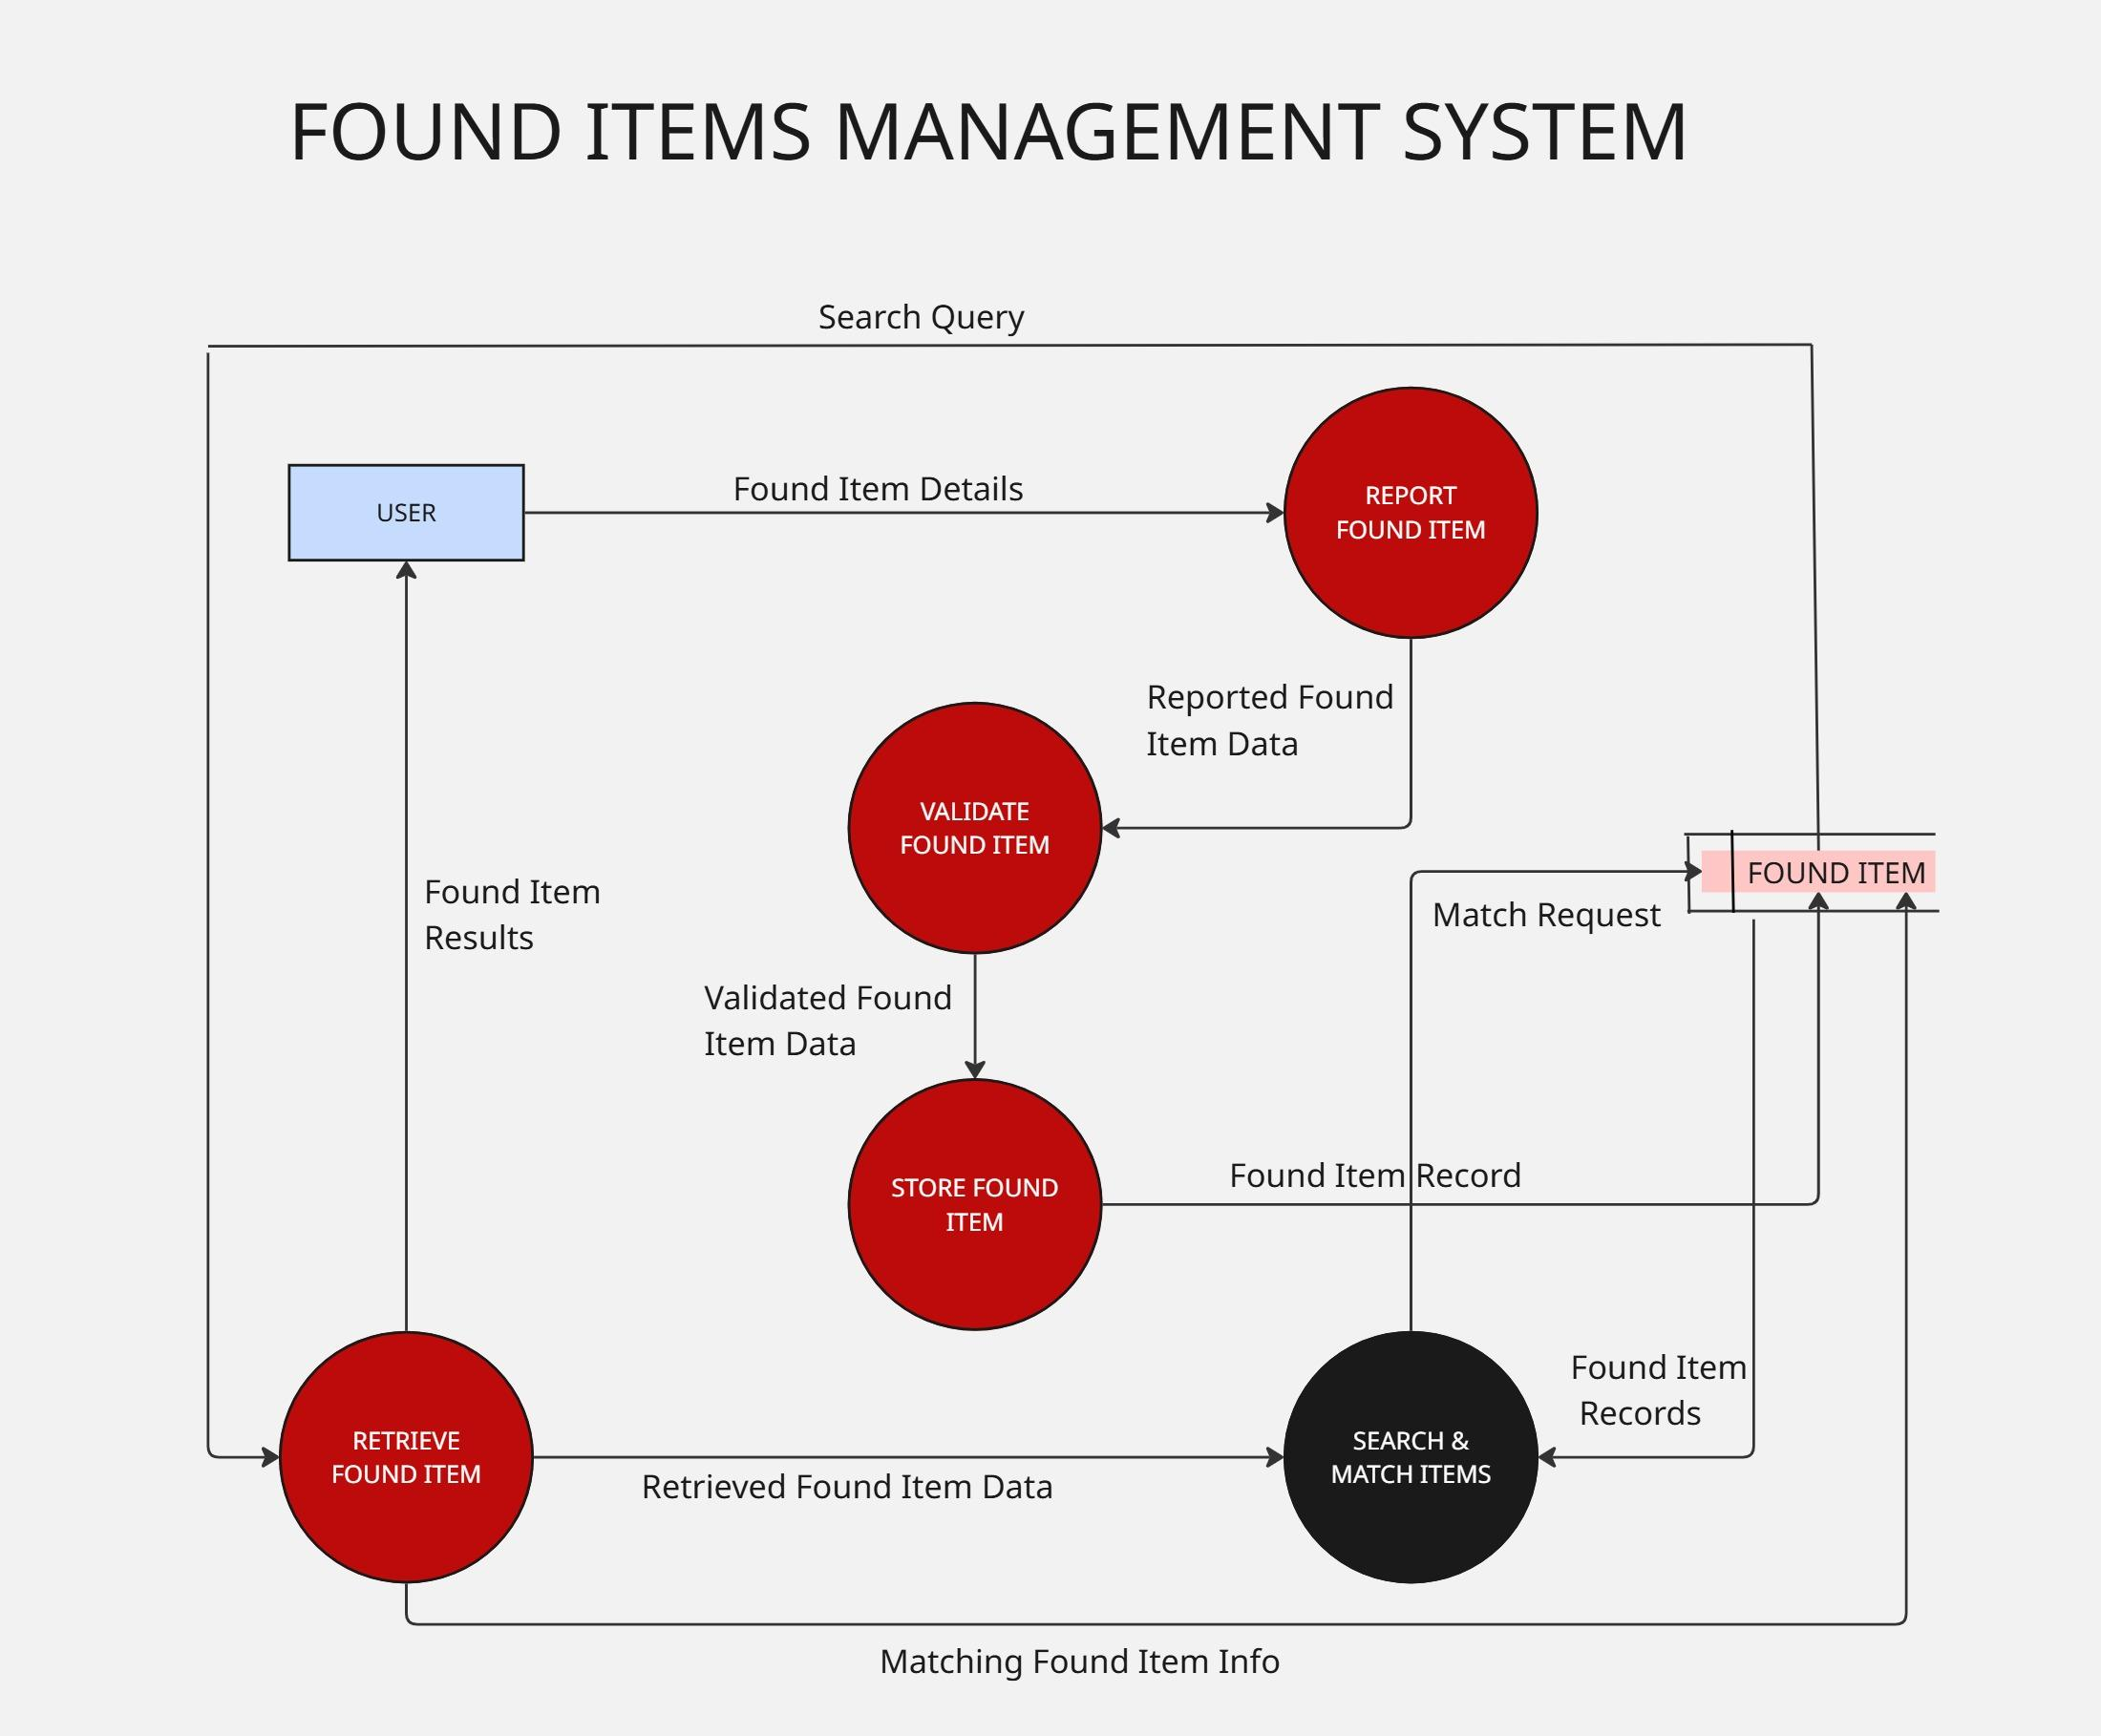 FOUND ITEMS MANAGEMENT SYSTEM
Search Query
USER
Found Item Details
REPORT
FOUND ITEM
Reported Found
Item Data
VALIDATE
FOUND ITEM
FOUND ITEM
Match Request
Found Item
Results
Validated Found
Item Data
STORE FOUND
ITEM
Found Item Record
Found Item
Records
RETRIEVE
FOUND ITEM
Retrieved Found Item Data
SEARCH &
MATCH ITEMS
Matching Found Item Info